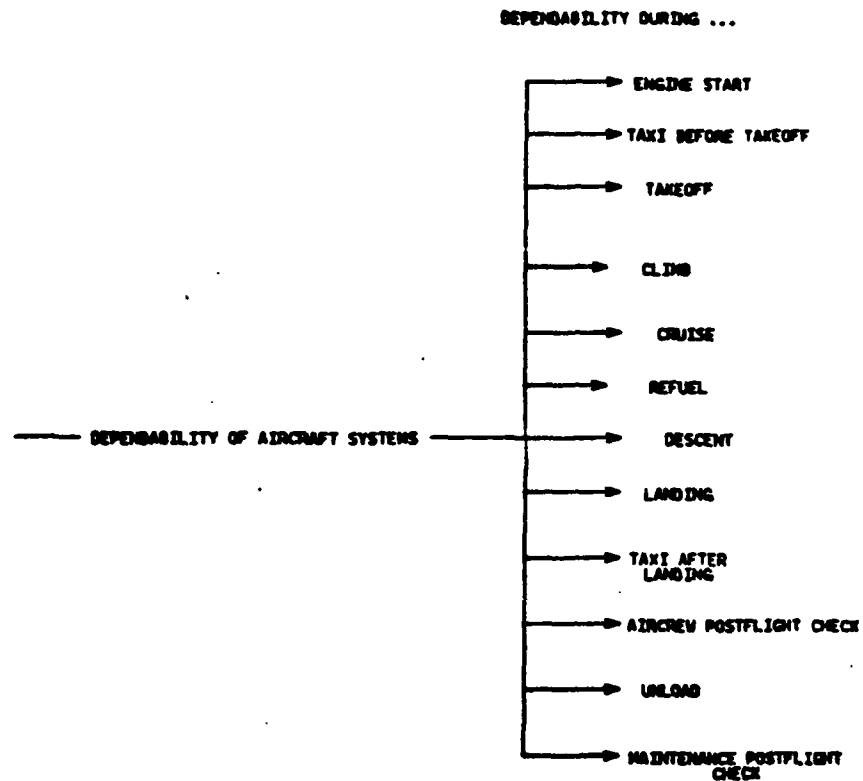 DEPENDABILITY DURING ...
ENGINE START
TAXI BEFORE TAKEOFF
TAKEOFF
CLIMB
CRUISE
REFUEL
DEPENDABILITY OF AIRCRAFT SYSTEMS
DESCENT
LANDING
TAXI AFTER
LANDING
AIRCREW POSTFLIGHT CHECK
UNLOAD
MAINTENANCE POSTFLIGHT
CHECK